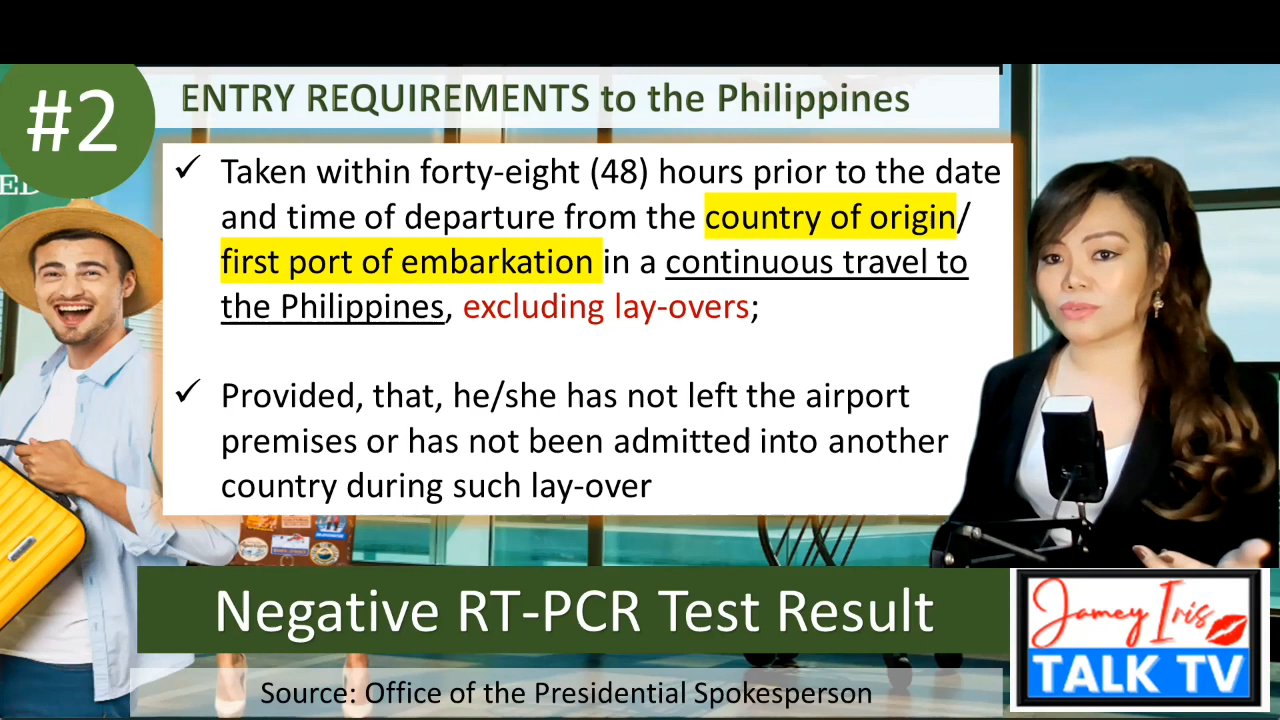 #2
ENTRY REQUIREMENTS to the Philippines
✓ Taken within forty-eight (48) hours prior to the date
and time of departure from the country of origin/
first port of embarkation in a continuous travel to
the Philippines, excluding lay-overs;
✓ Provided, that, he/she has not left the airport
premises or has not been admitted into another
country during such lay-over
Negative RT-PCR Test Result
Source: Office of the Presidential Spokesperson
Jamey Iris
TALK TV